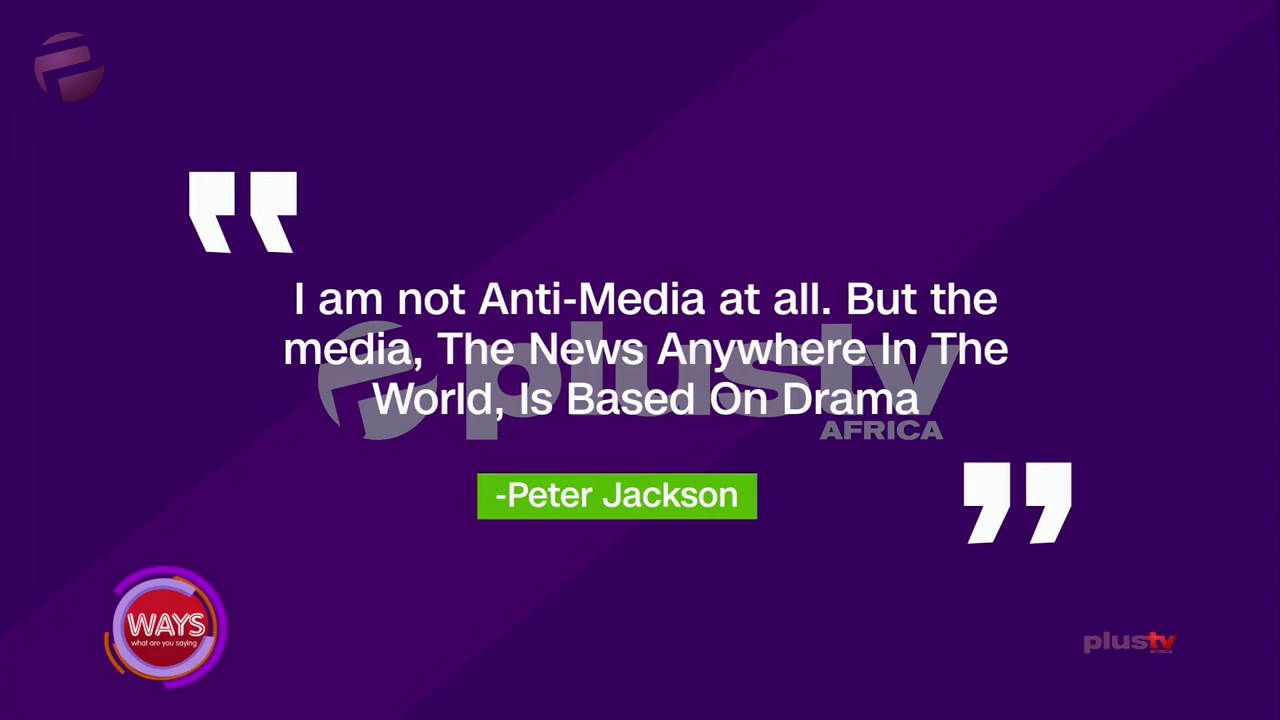 I am not Anti-Media at all. But the
media, The News Anywhere In The
World, Is Based On Drama
plustv
AFRICA
-Peter Jackson
WAYS
what are you saying
plustv
AFRICA